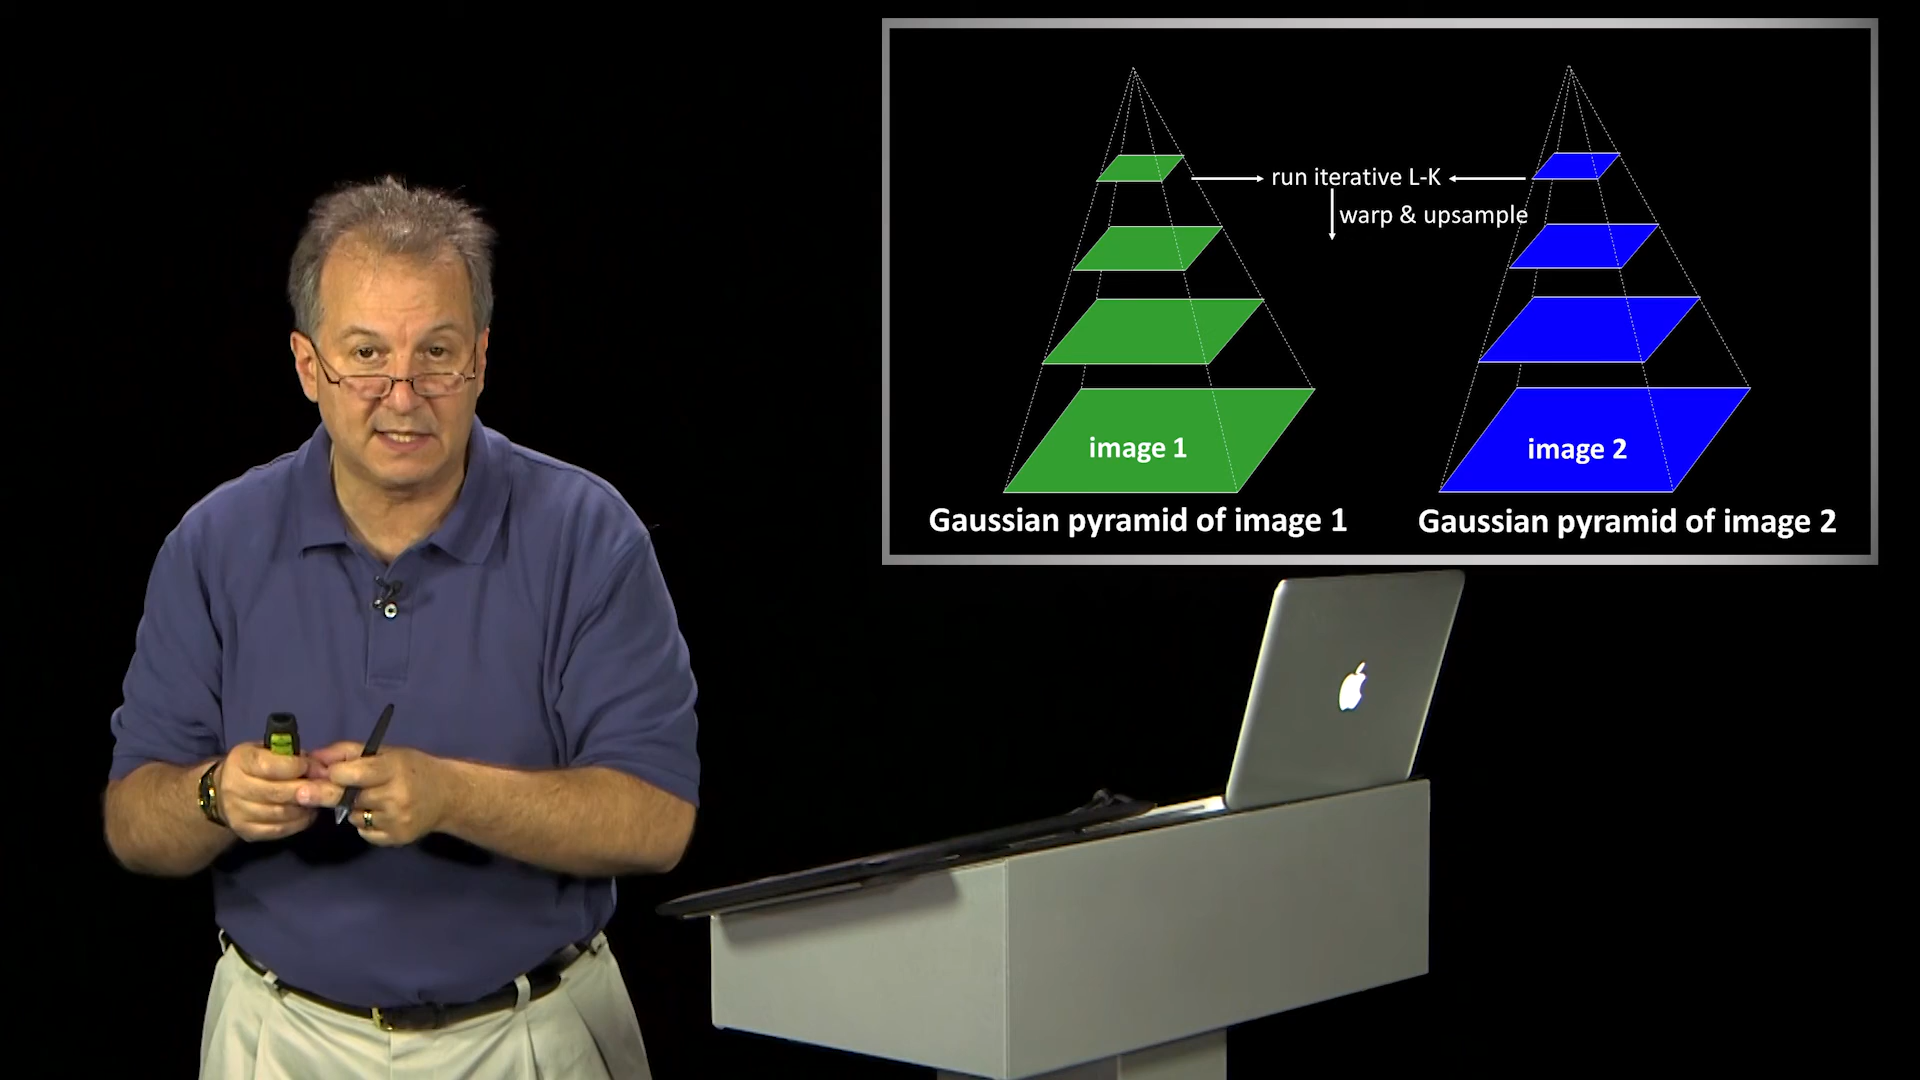 run iterative L-K
warp & upsample
image 1
image 2
Gaussian pyramid of image 1
Gaussian pyramid of image 2